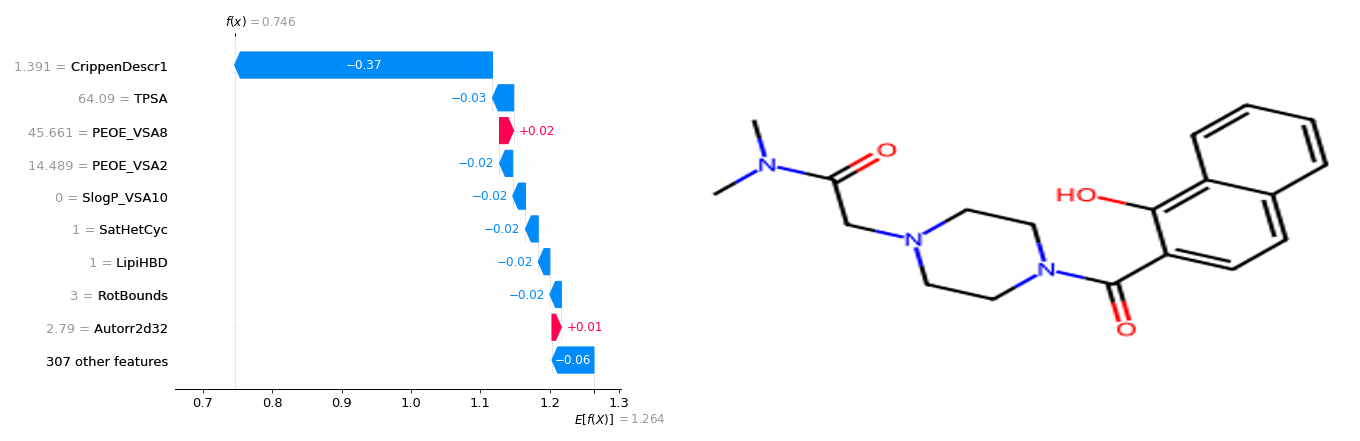 f(x) = 0.746
1.391 = CrippenDescr1
−0.37
64.09 = TPSA
−0.03
45.661 = PEOE_VSA8
+0.02
14.489 = PEOE_VSA2
−0.02
0 = SlogP_VSA10
−0.02
1 = SatHetCyc
−0.02
1 = LipiHBD
−0.02
3 = RotBounds
−0.02
2.79 = Autorr2d32
+0.01
307 other features
−0.06
0.7 0.8 0.9 1.0 1.1 1.2 1.3
E[f(X)] = 1.264
O
N
HO
N
N
O